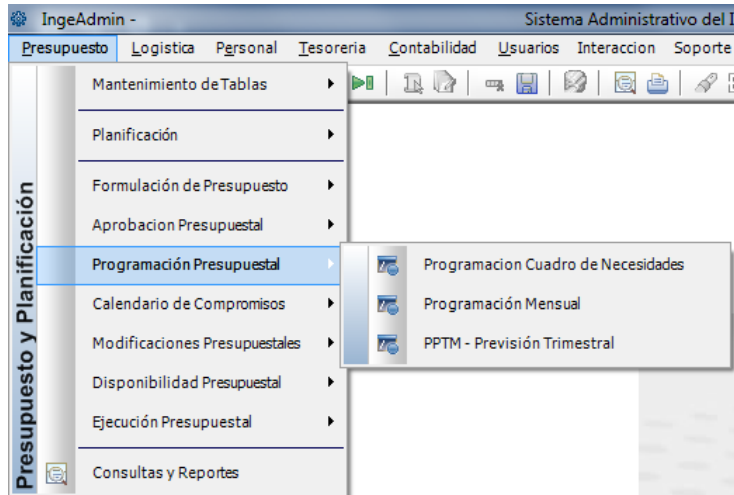 IngeAdmin -
Sistema Administrativo del I
Presupuesto Logistica Personal Tesoreria Contabilidad Usuarios Interaccion Soporte
Presupuesto y Planificación
Mantenimiento de Tablas
Planificación
Formulación de Presupuesto
Aprobacion Presupuestal
Programación Presupuestal
Calendario de Compromisos
Modificaciones Presupuestales
Disponibilidad Presupuestal
Ejecución Presupuestal
Consultas y Reportes
Programacion Cuadro de Necesidades
Programación Mensual
PPTM - Previsión Trimestral